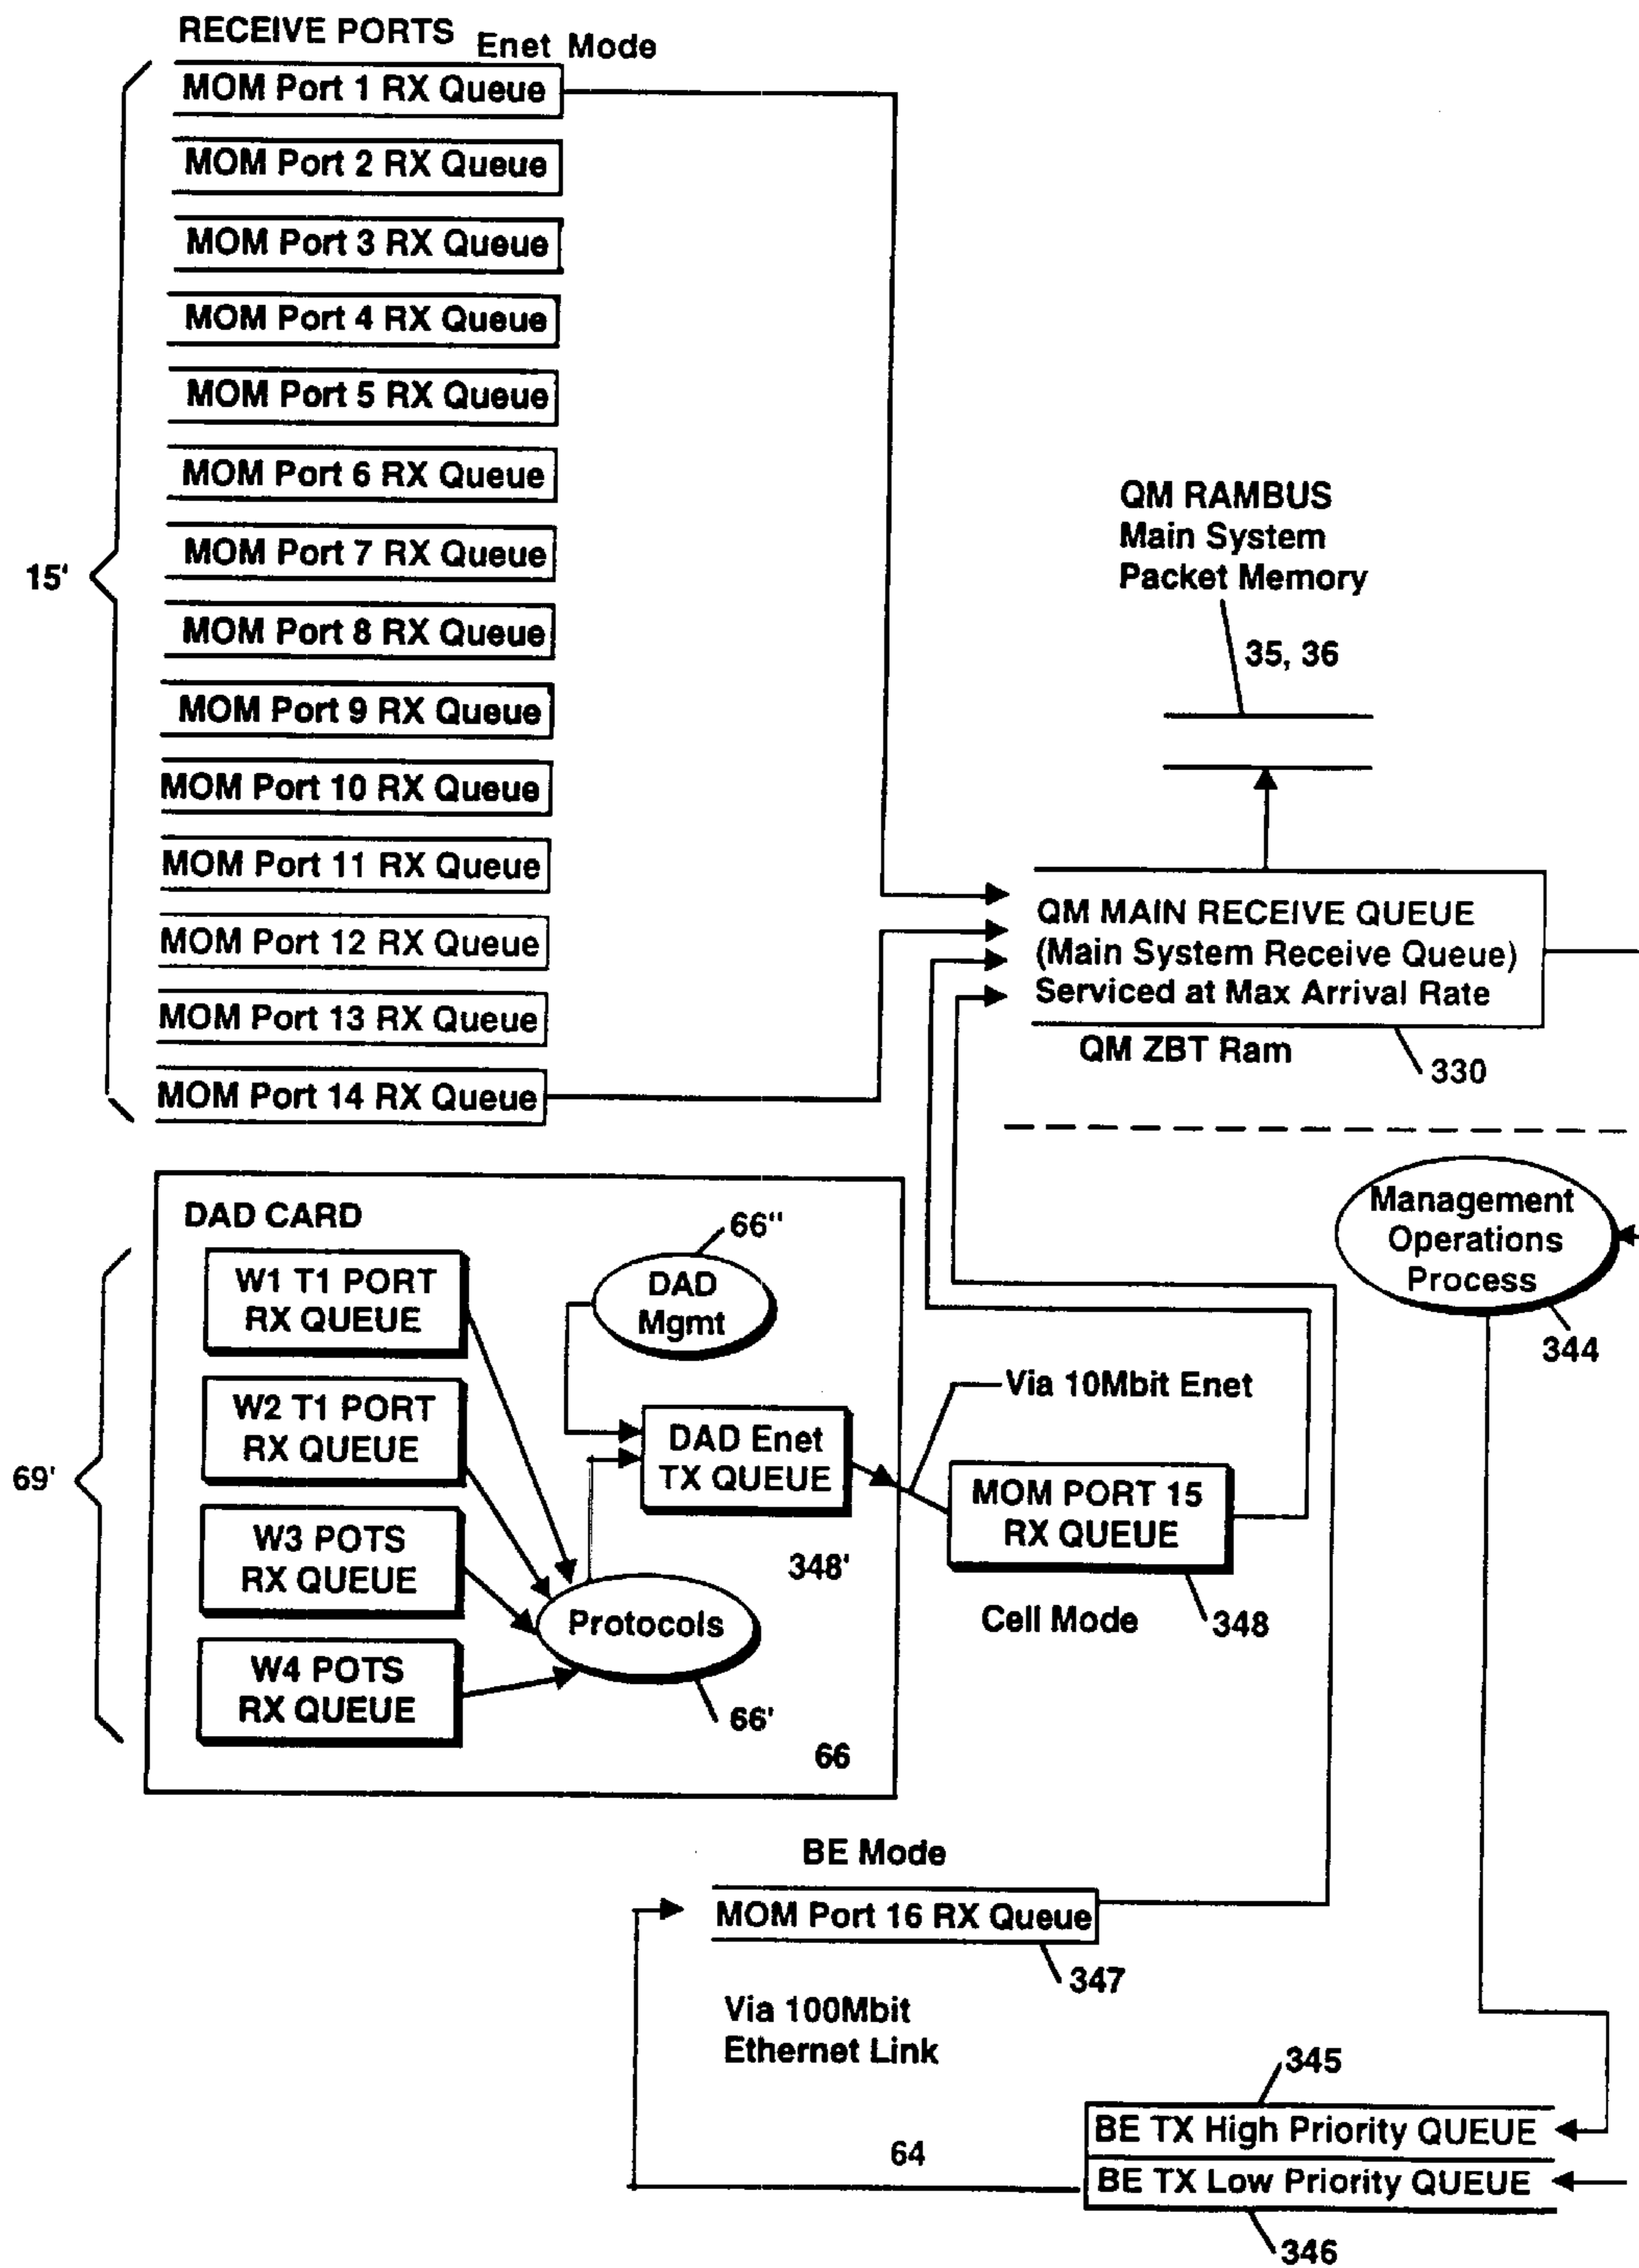 RECEIVE PORTS Enet Mode
MOM Port 1 RX Queue
MOM Port 2 RX Queue
MOM Port 3 RX Queue
MOM Port 4 RX Queue
MOM Port 5 RX Queue
MOM Port 6 RX Queue
MOM Port 7 RX Queue
MOM Port 8 RX Queue
MOM Port 9 RX Queue
MOM Port 10 RX Queue
MOM Port 11 RX Queue
MOM Port 12 RX Queue
MOM Port 13 RX Queue
MOM Port 14 RX Queue
15'
QM RAMBUS
Main System
Packet Memory
35, 36
QM MAIN RECEIVE QUEUE
(Main System Receive Queue)
Serviced at Max Arrival Rate
QM ZBT Ram
330
Management
Operations
Process
344
DAD CARD
69'
W1 T1 PORT
RX QUEUE
W2 T1 PORT
RX QUEUE
W3 POTS
RX QUEUE
W4 POTS
RX QUEUE
66"
DAD
Mgmt
DAD Enet
TX QUEUE
348'
Protocols
66'
66
Via 10Mbit Enet
MOM PORT 15
RX QUEUE
Cell Mode
348
BE Mode
MOM Port 16 RX Queue
347
Via 100Mbit
Ethernet Link
345
BE TX High Priority QUEUE
64
BE TX Low Priority QUEUE
346